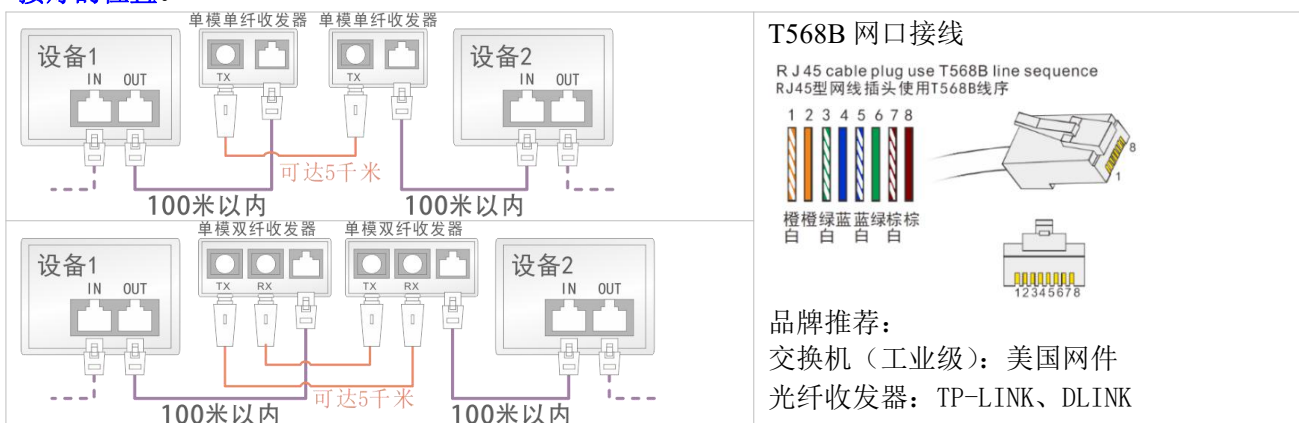 单模单纤收发器 单模单纤收发器
设备1
IN OUT
TX
TX
设备2
IN OUT
可达5千米
100米以内
100米以内
单模双纤收发器 单模双纤收发器
设备1
IN OUT
TX RX
TX RX
设备2
IN OUT
可达5千米
100米以内
100米以内
T568B 网口接线
RJ45 cable plug use T568B line sequence
RJ45型网线插头使用T568B线序
1 2 3 4 5 6 7 8
橙橙绿蓝蓝绿棕棕
白 白 白 白
8
1
12345678
品牌推荐：
交换机（工业级）：美国网件
光纤收发器：TP-LINK、DLINK